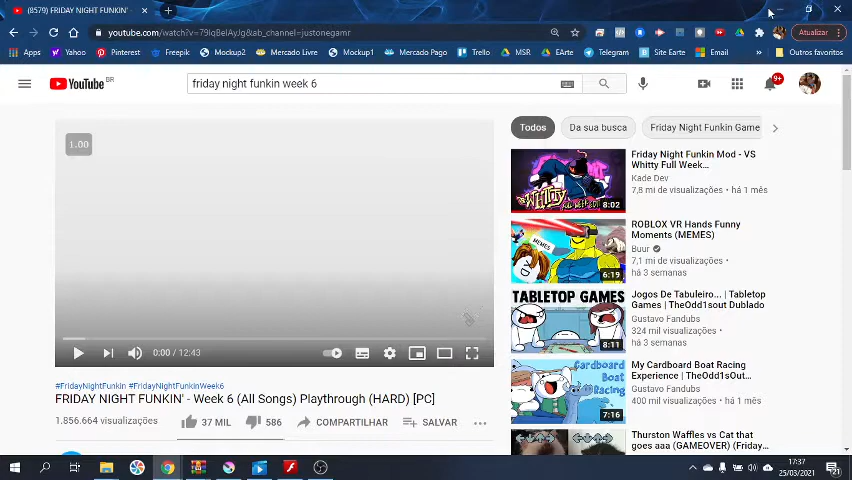 (8579) FRIDAY NIGHT FUNKIN' -
youtube.com/watch?v=79IqBelAyJg&ab_channel=justonegamr
Atualizar
Apps Yahoo Pinterest Freepik Mockup2 Mercado Livre Mockup1 Mercado Pago Trello MSR EArte Telegram Site Earte Email Outros favoritos
YouTube BR
friday night funkin week 6
9+
1.00
0:00 / 12:43
#FridayNightFunkin #FridayNightFunkinWeek6
FRIDAY NIGHT FUNKIN' - Week 6 (All Songs) Playthrough (HARD) [PC]
1.856.664 visualizações
37 MIL 586 COMPARTILHAR SALVAR
Todos Da sua busca Friday Night Funkin Game
WHITTY
FULL WEEK EDIT
8:02
Friday Night Funkin Mod - VS
Whitty Full Week...
Kade Dev
7,8 mi de visualizações • há 1 mês
MEMES
6:19
ROBLOX VR Hands Funny
Moments (MEMES)
Buur
7,1 mi de visualizações •
há 3 semanas
TABLETOP GAMES
8:11
Jogos De Tabuleiro... | Tabletop
Games | TheOdd1sout Dublado
Gustavo Fandubs
324 mil visualizações •
há 3 semanas
Cardboard
Boat
Racing
7:16
My Cardboard Boat Racing
Experience | TheOdd1sOut...
Gustavo Fandubs
400 mil visualizações •
há 1 mês
Thurston Waffles vs Cat that
goes aaa (GAMEOVER) (Friday...
17:37
25/03/2021
21